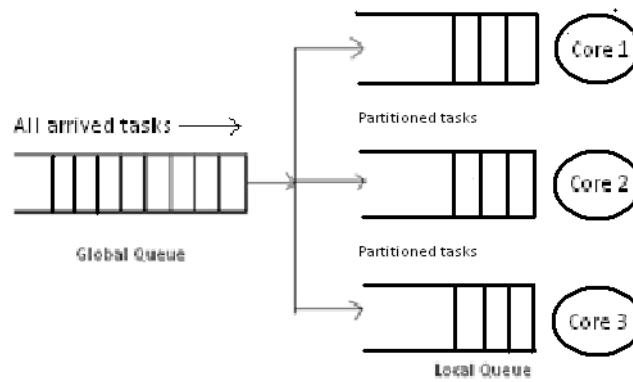 Core 1
All arrived tasks
Partitioned tasks
Core 2
Global Queue
Partitioned tasks
Core 3
Local Queue